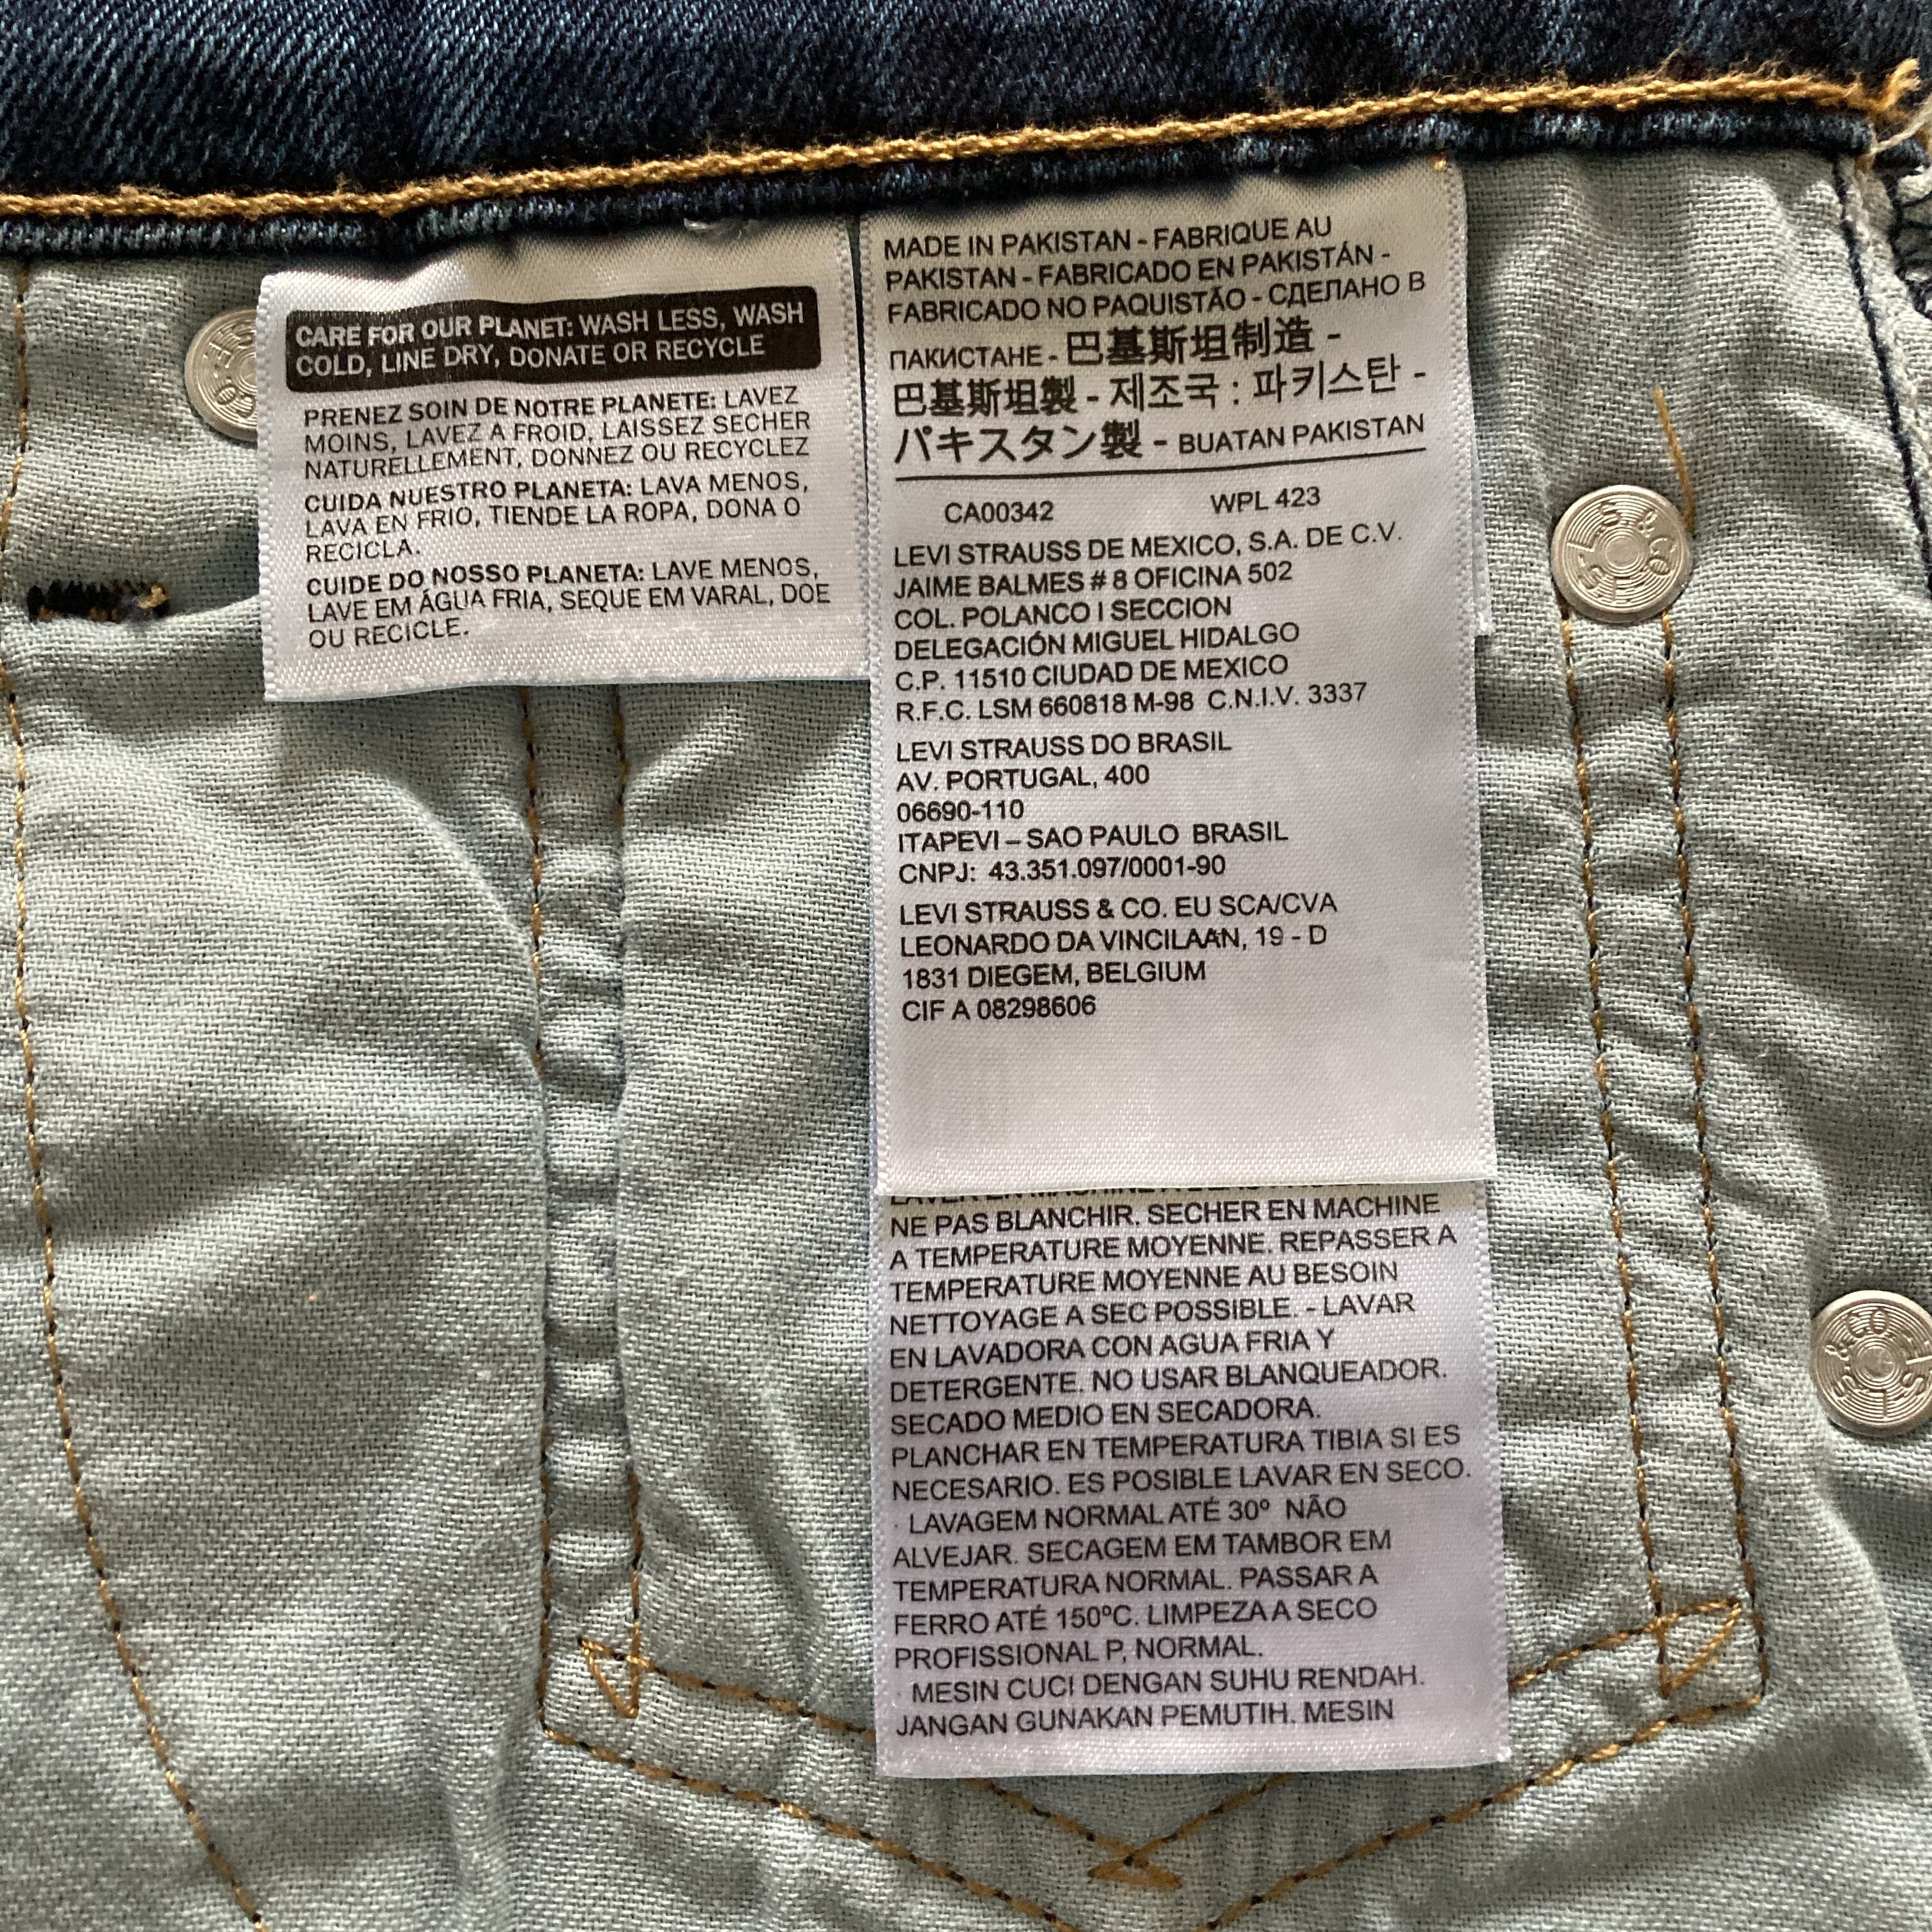 CARE FOR OUR PLANET: WASH LESS, WASH
COLD, LINE DRY, DONATE OR RECYCLE
PRENEZ SOIN DE NOTRE PLANETE: LAVEZ
MOINS, LAVEZ A FROID, LAISSEZ SECHER
NATURELLEMENT, DONNEZ OU RECYCLEZ
CUIDA NUESTRO PLANETA: LAVA MENOS,
LAVA EN FRIO, TIENDE LA ROPA, DONA O
RECICLA.
CUIDE DO NOSSO PLANETA: LAVE MENOS,
LAVE EM ÁGUA FRIA, SEQUE EM VARAL, DOE
OU RECICLE.
MADE IN PAKISTAN - FABRIQUE AU
PAKISTAN - FABRICADO EN PAKISTÁN -
FABRICADO NO PAQUISTÃO - СДЕЛАНО В
ПАКИСТАНЕ - 巴基斯坦制造 -
巴基斯坦製 - 제조국 : 파키스탄 -
パキスタン製 - BUATAN PAKISTAN
CA00342 WPL 423
LEVI STRAUSS DE MEXICO, S.A. DE C.V.
JAIME BALMES # 8 OFICINA 502
COL. POLANCO I SECCION
DELEGACIÓN MIGUEL HIDALGO
C.P. 11510 CIUDAD DE MEXICO
R.F.C. LSM 660818 M-98 C.N.I.V. 3337
LEVI STRAUSS DO BRASIL
AV. PORTUGAL, 400
06690-110
ITAPEVI – SAO PAULO BRASIL
CNPJ: 43.351.097/0001-90
LEVI STRAUSS & CO. EU SCA/CVA
LEONARDO DA VINCILAAN, 19 - D
1831 DIEGEM, BELGIUM
CIF A 08298606
NE PAS BLANCHIR. SECHER EN MACHINE
A TEMPERATURE MOYENNE. REPASSER A
TEMPERATURE MOYENNE AU BESOIN
NETTOYAGE A SEC POSSIBLE. - LAVAR
EN LAVADORA CON AGUA FRIA Y
DETERGENTE. NO USAR BLANQUEADOR.
SECADO MEDIO EN SECADORA.
PLANCHAR EN TEMPERATURA TIBIA SI ES
NECESARIO. ES POSIBLE LAVAR EN SECO.
· LAVAGEM NORMAL ATÉ 30º NÃO
ALVEJAR. SECAGEM EM TAMBOR EM
TEMPERATURA NORMAL. PASSAR A
FERRO ATÉ 150ºC. LIMPEZA A SECO
PROFISSIONAL P, NORMAL.
· MESIN CUCI DENGAN SUHU RENDAH.
JANGAN GUNAKAN PEMUTIH. MESIN